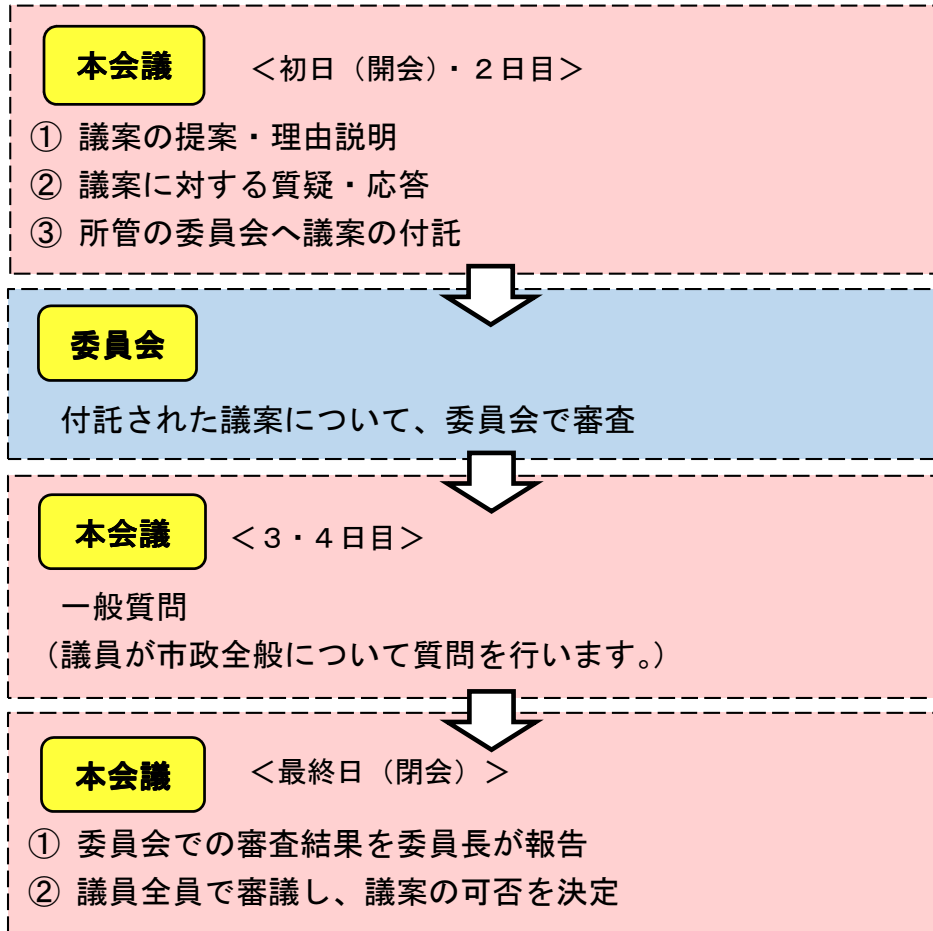 本会議 ＜初日（開会）・２日目＞
① 議案の提案・理由説明
② 議案に対する質疑・応答
③ 所管の委員会へ議案の付託
委員会
付託された議案について、委員会で審査
本会議 ＜３・４日目＞
一般質問
（議員が市政全般について質問を行います。）
本会議 ＜最終日（閉会）＞
① 委員会での審査結果を委員長が報告
② 議員全員で審議し、議案の可否を決定